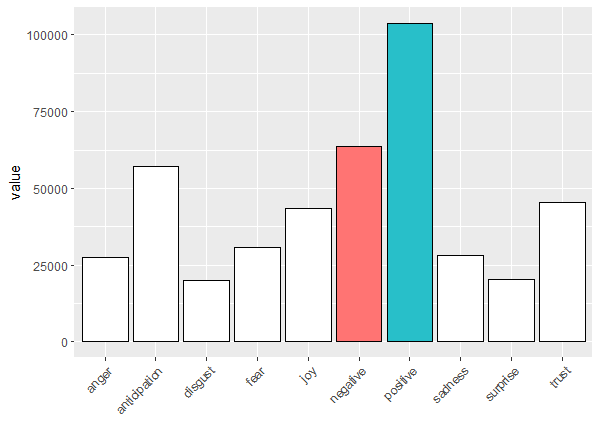 100000
75000
50000
25000
0
value
anger
anticipation
disgust
fear
joy
negative
positive
sadness
surprise
trust